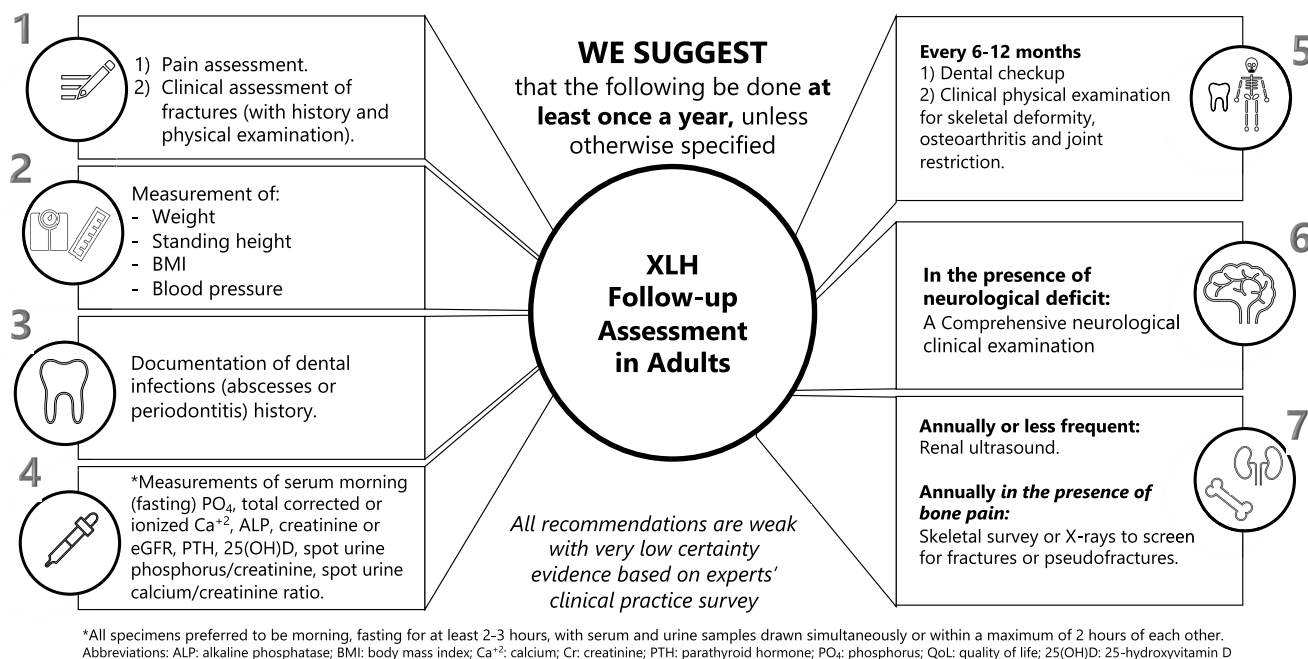 WE SUGGEST
that the following be done at
least once a year, unless
otherwise specified
XLH
Follow-up
Assessment
in Adults
1
1) Pain assessment.
2) Clinical assessment of
fractures (with history and
physical examination).
2
Measurement of:
- Weight
- Standing height
- BMI
- Blood pressure
3
Documentation of dental
infections (abscesses or
periodontitis) history.
4
*Measurements of serum morning
(fasting) PO₄, total corrected or
ionized Ca⁺², ALP, creatinine or
eGFR, PTH, 25(OH)D, spot urine
phosphorus/creatinine, spot urine
calcium/creatinine ratio.
5
Every 6-12 months
1) Dental checkup
2) Clinical physical examination
for skeletal deformity,
osteoarthritis and joint
restriction.
6
In the presence of
neurological deficit:
A Comprehensive neurological
clinical examination
7
Annually or less frequent:
Renal ultrasound.
Annually in the presence of
bone pain:
Skeletal survey or X-rays to screen
for fractures or pseudofractures.
All recommendations are weak
with very low certainty
evidence based on experts’
clinical practice survey
*All specimens preferred to be morning, fasting for at least 2-3 hours, with serum and urine samples drawn simultaneously or within a maximum of 2 hours of each other.
Abbreviations: ALP: alkaline phosphatase; BMI: body mass index; Ca⁺²: calcium; Cr: creatinine; PTH: parathyroid hormone; PO₄: phosphorus; QoL: quality of life; 25(OH)D: 25-hydroxyvitamin D